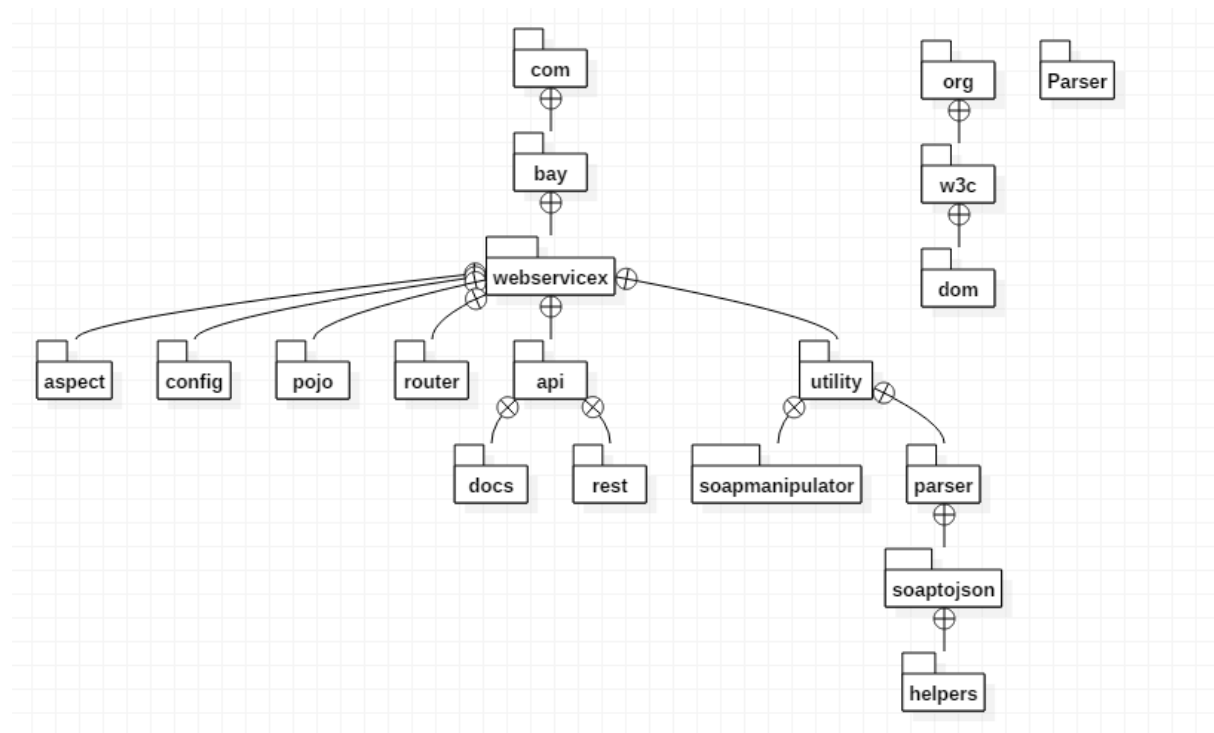 com
org
Parser
bay
w3c
webservicex
dom
aspect
config
pojo
router
api
utility
docs
rest
soapmanipulator
parser
soaptojson
helpers